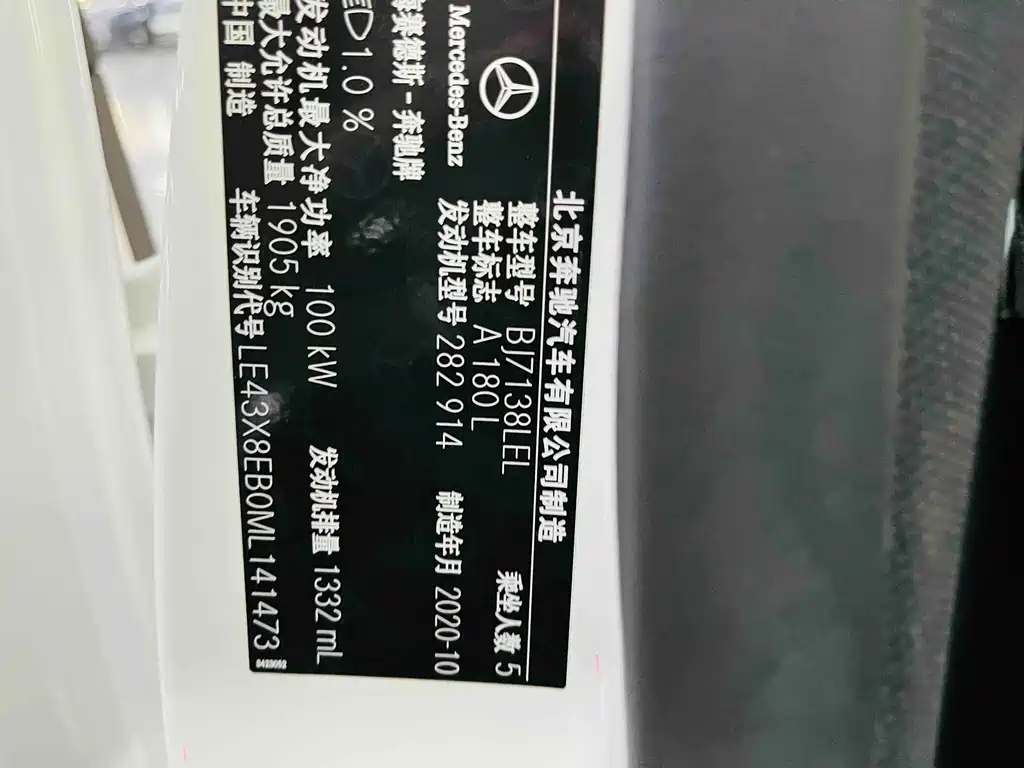 北京奔驰汽车有限公司制造
Mercedes-Benz
整车型号 BJ7138LEL 乘坐人数 5
整车标志 A 180 L
梅赛德斯-奔驰牌 发动机型号 282 914 制造年月 2020-10
1.0 %
发动机最大净功率 100 kW 发动机排量 1332 mL
最大允许总质量 1905 kg
中国 制造 车辆识别代号 LE43X8EB0ML141473